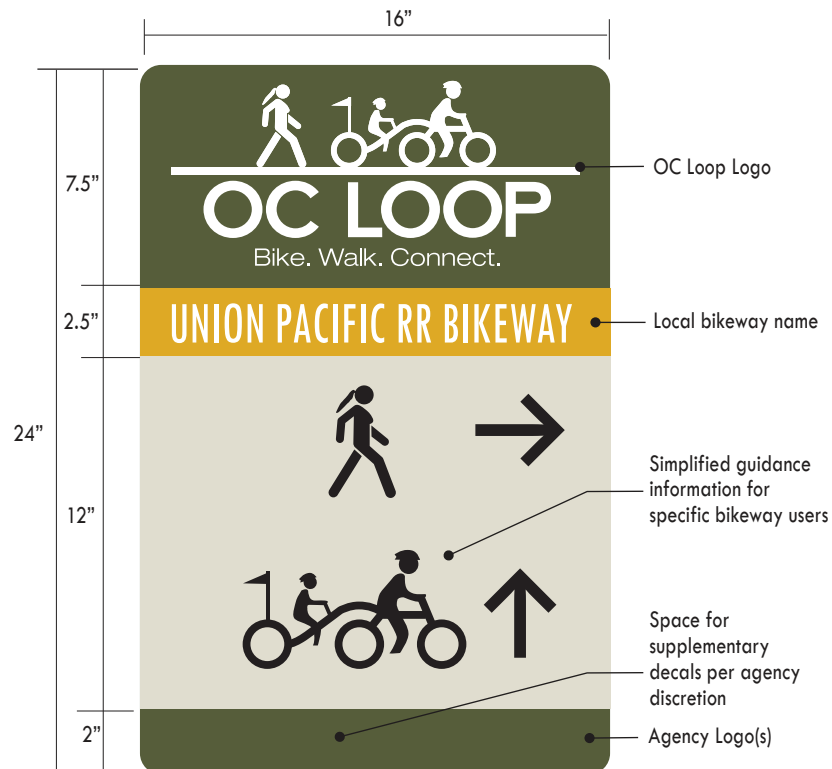 16”
7.5”
OC LOOP
Bike. Walk. Connect.
OC Loop Logo
2.5”
UNION PACIFIC RR BIKEWAY
Local bikeway name
24”
12”
Simplified guidance
information for
specific bikeway users
Space for
supplementary
decals per agency
discretion
2”
Agency Logo(s)